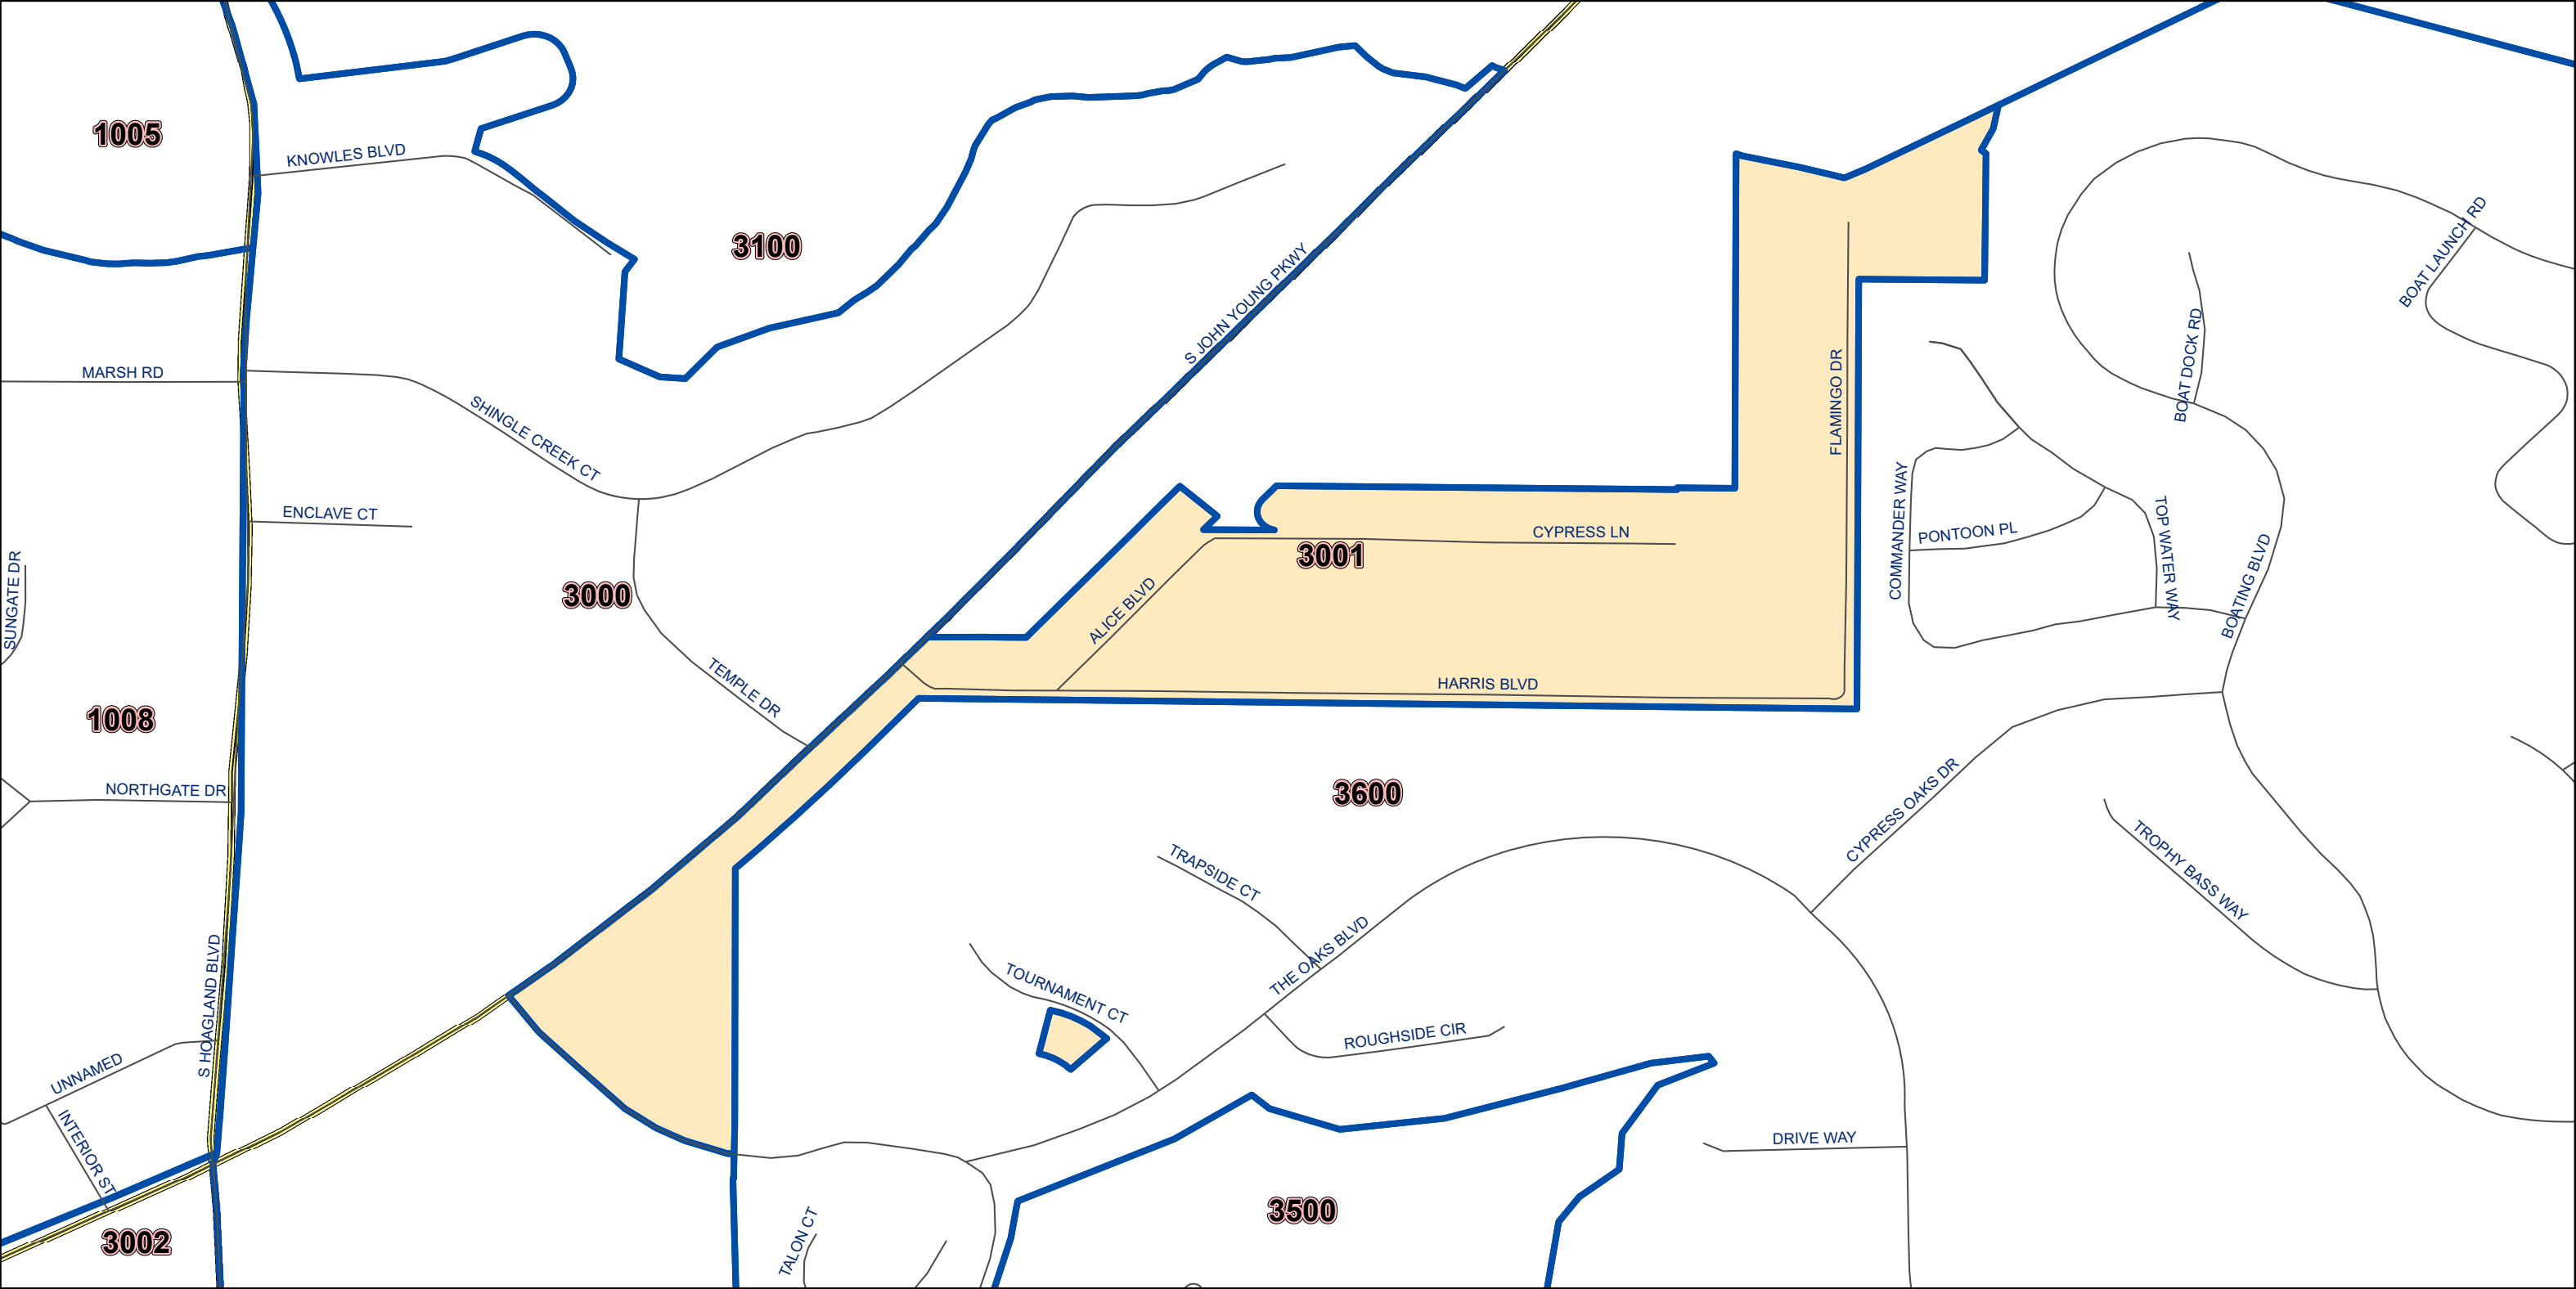 1005
KNOWLES BLVD
3100
S JOHN YOUNG PKWY
BOAT LAUNCH RD
BOAT DOCK RD
MARSH RD
SHINGLE CREEK CT
FLAMINGO DR
ENCLAVE CT
CYPRESS LN
3001
COMMANDER WAY
PONTOON PL
TOP WATER WAY
BOATING BLVD
SUNGATE DR
3000
ALICE BLVD
TEMPLE DR
HARRIS BLVD
1008
NORTHGATE DR
3600
CYPRESS OAKS DR
TRAPSIDE CT
TROPHY BASS WAY
THE OAKS BLVD
TOURNAMENT CT
S HOAGLAND BLVD
ROUGHSIDE CIR
UNNAMED
INTERIOR ST
DRIVE WAY
3500
TALON CT
3002